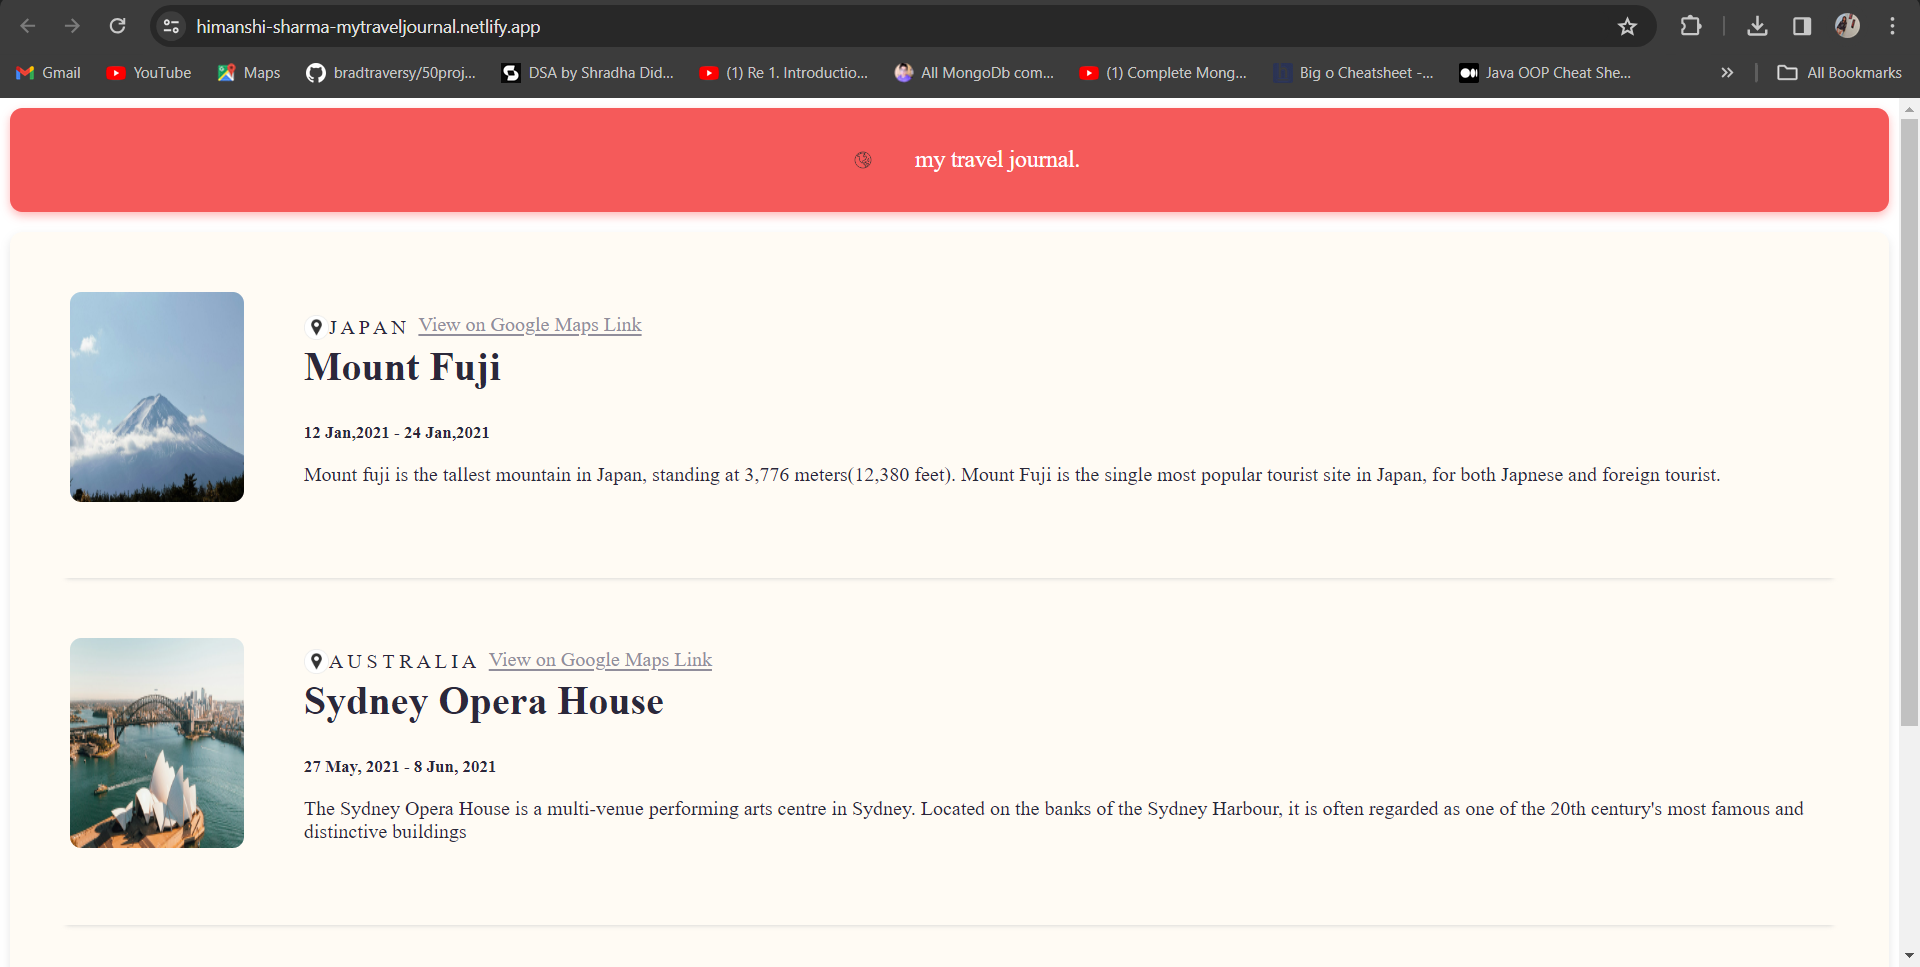 himanshi-sharma-mytraveljournal.netlify.app
Gmail YouTube Maps bradtraversy/50proj... DSA by Shradha Did... (1) Re 1. Introductio... All MongoDb com... (1) Complete Mong... Big o Cheatsheet -... Java OOP Cheat She... » All Bookmarks
my travel journal.
JAPAN View on Google Maps Link
Mount Fuji
12 Jan,2021 - 24 Jan,2021
Mount fuji is the tallest mountain in Japan, standing at 3,776 meters(12,380 feet). Mount Fuji is the single most popular tourist site in Japan, for both Japnese and foreign tourist.
AUSTRALIA View on Google Maps Link
Sydney Opera House
27 May, 2021 - 8 Jun, 2021
The Sydney Opera House is a multi-venue performing arts centre in Sydney. Located on the banks of the Sydney Harbour, it is often regarded as one of the 20th century's most famous and
distinctive buildings